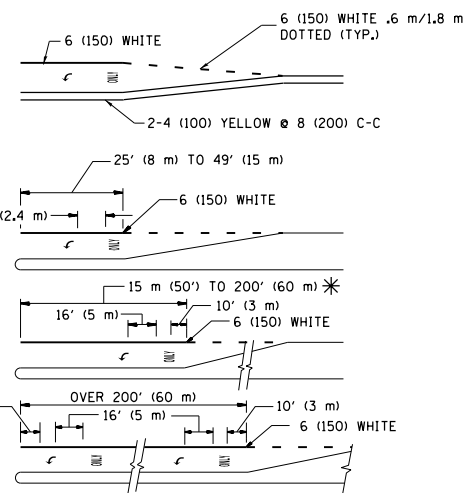 6 (150) WHITE .6 m/1.8 m
DOTTED (TYP.)
6 (150) WHITE
ONLY
2-4 (100) YELLOW @ 8 (200) C-C
25' (8 m) TO 49' (15 m)
6 (150) WHITE
(2.4 m)
ONLY
15 m (50') TO 200' (60 m) ✳
16' (5 m)
10' (3 m)
6 (150) WHITE
ONLY
OVER 200' (60 m)
16' (5 m)
10' (3 m)
6 (150) WHITE
ONLY
ONLY